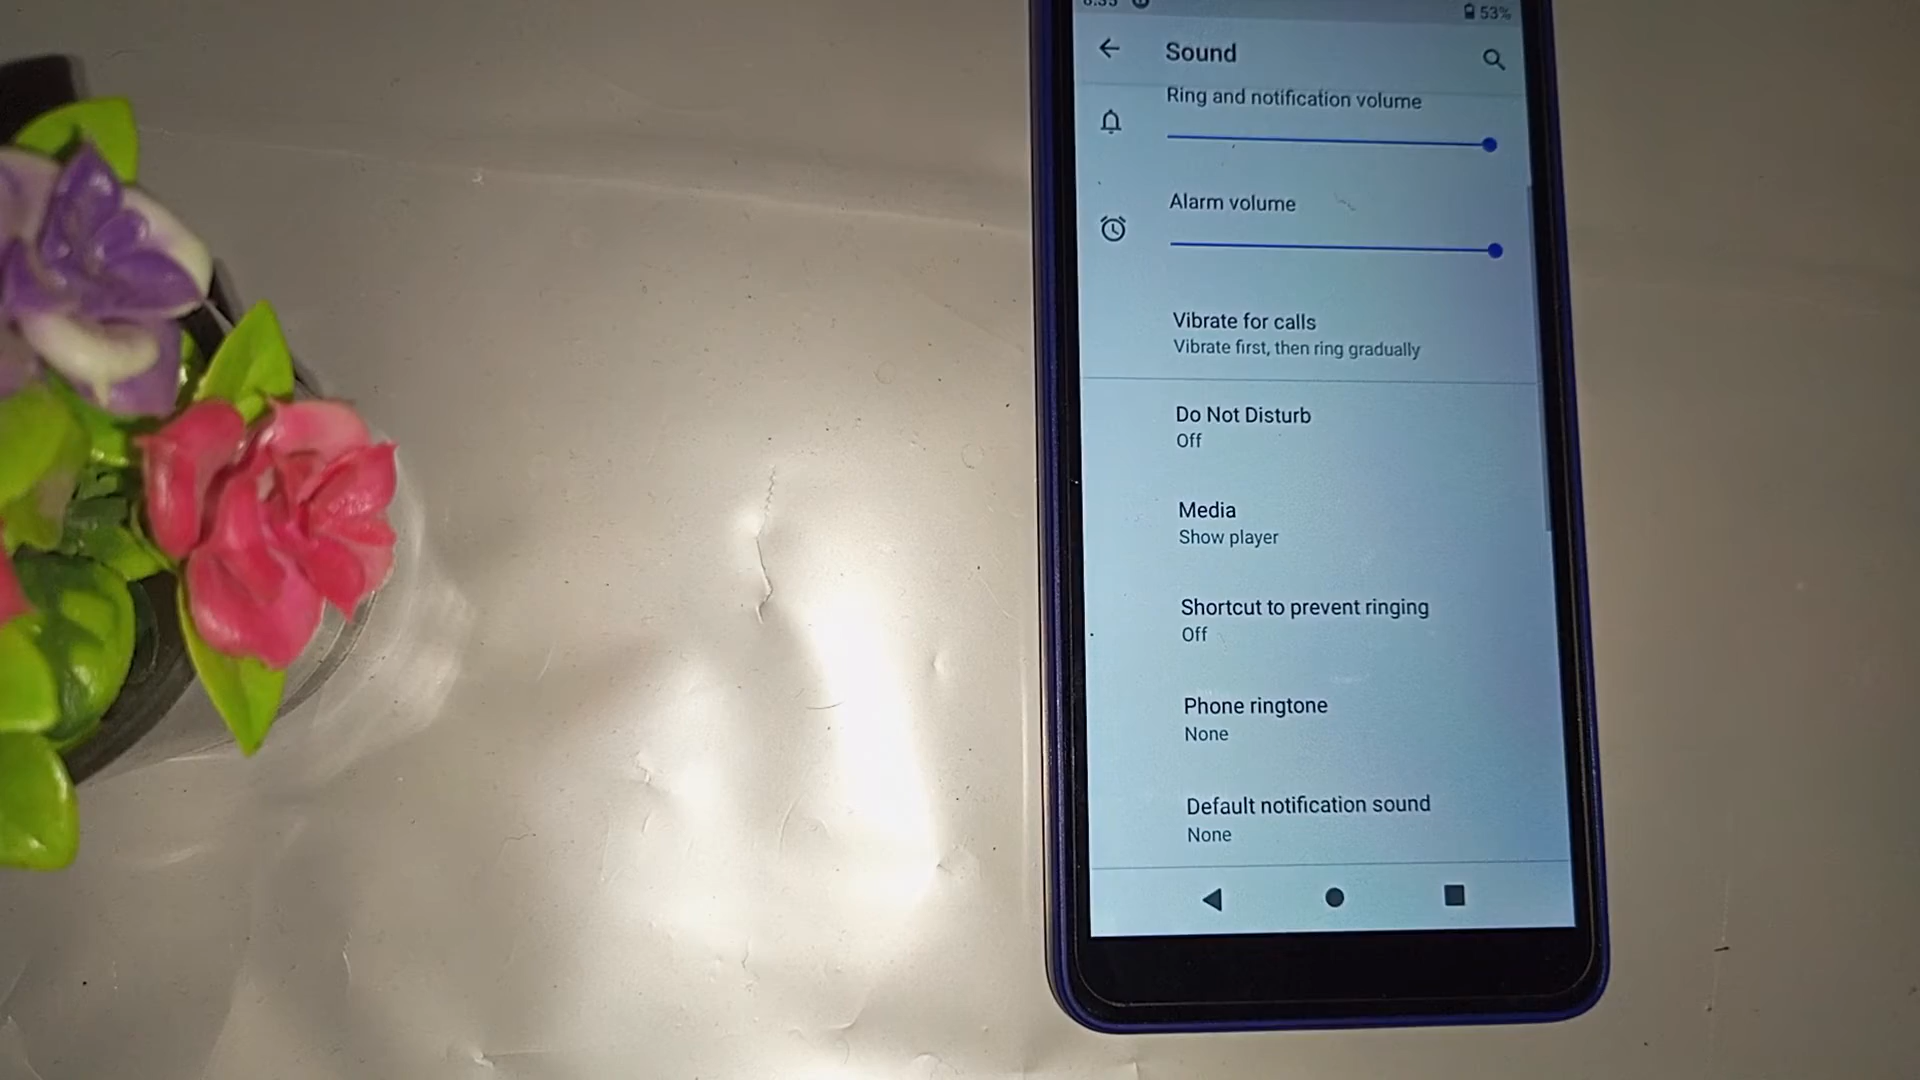 53%
Sound
Ring and notification volume
Alarm volume
Vibrate for calls
Vibrate first, then ring gradually
Do Not Disturb
Off
Media
Show player
Shortcut to prevent ringing
Off
Phone ringtone
None
Default notification sound
None